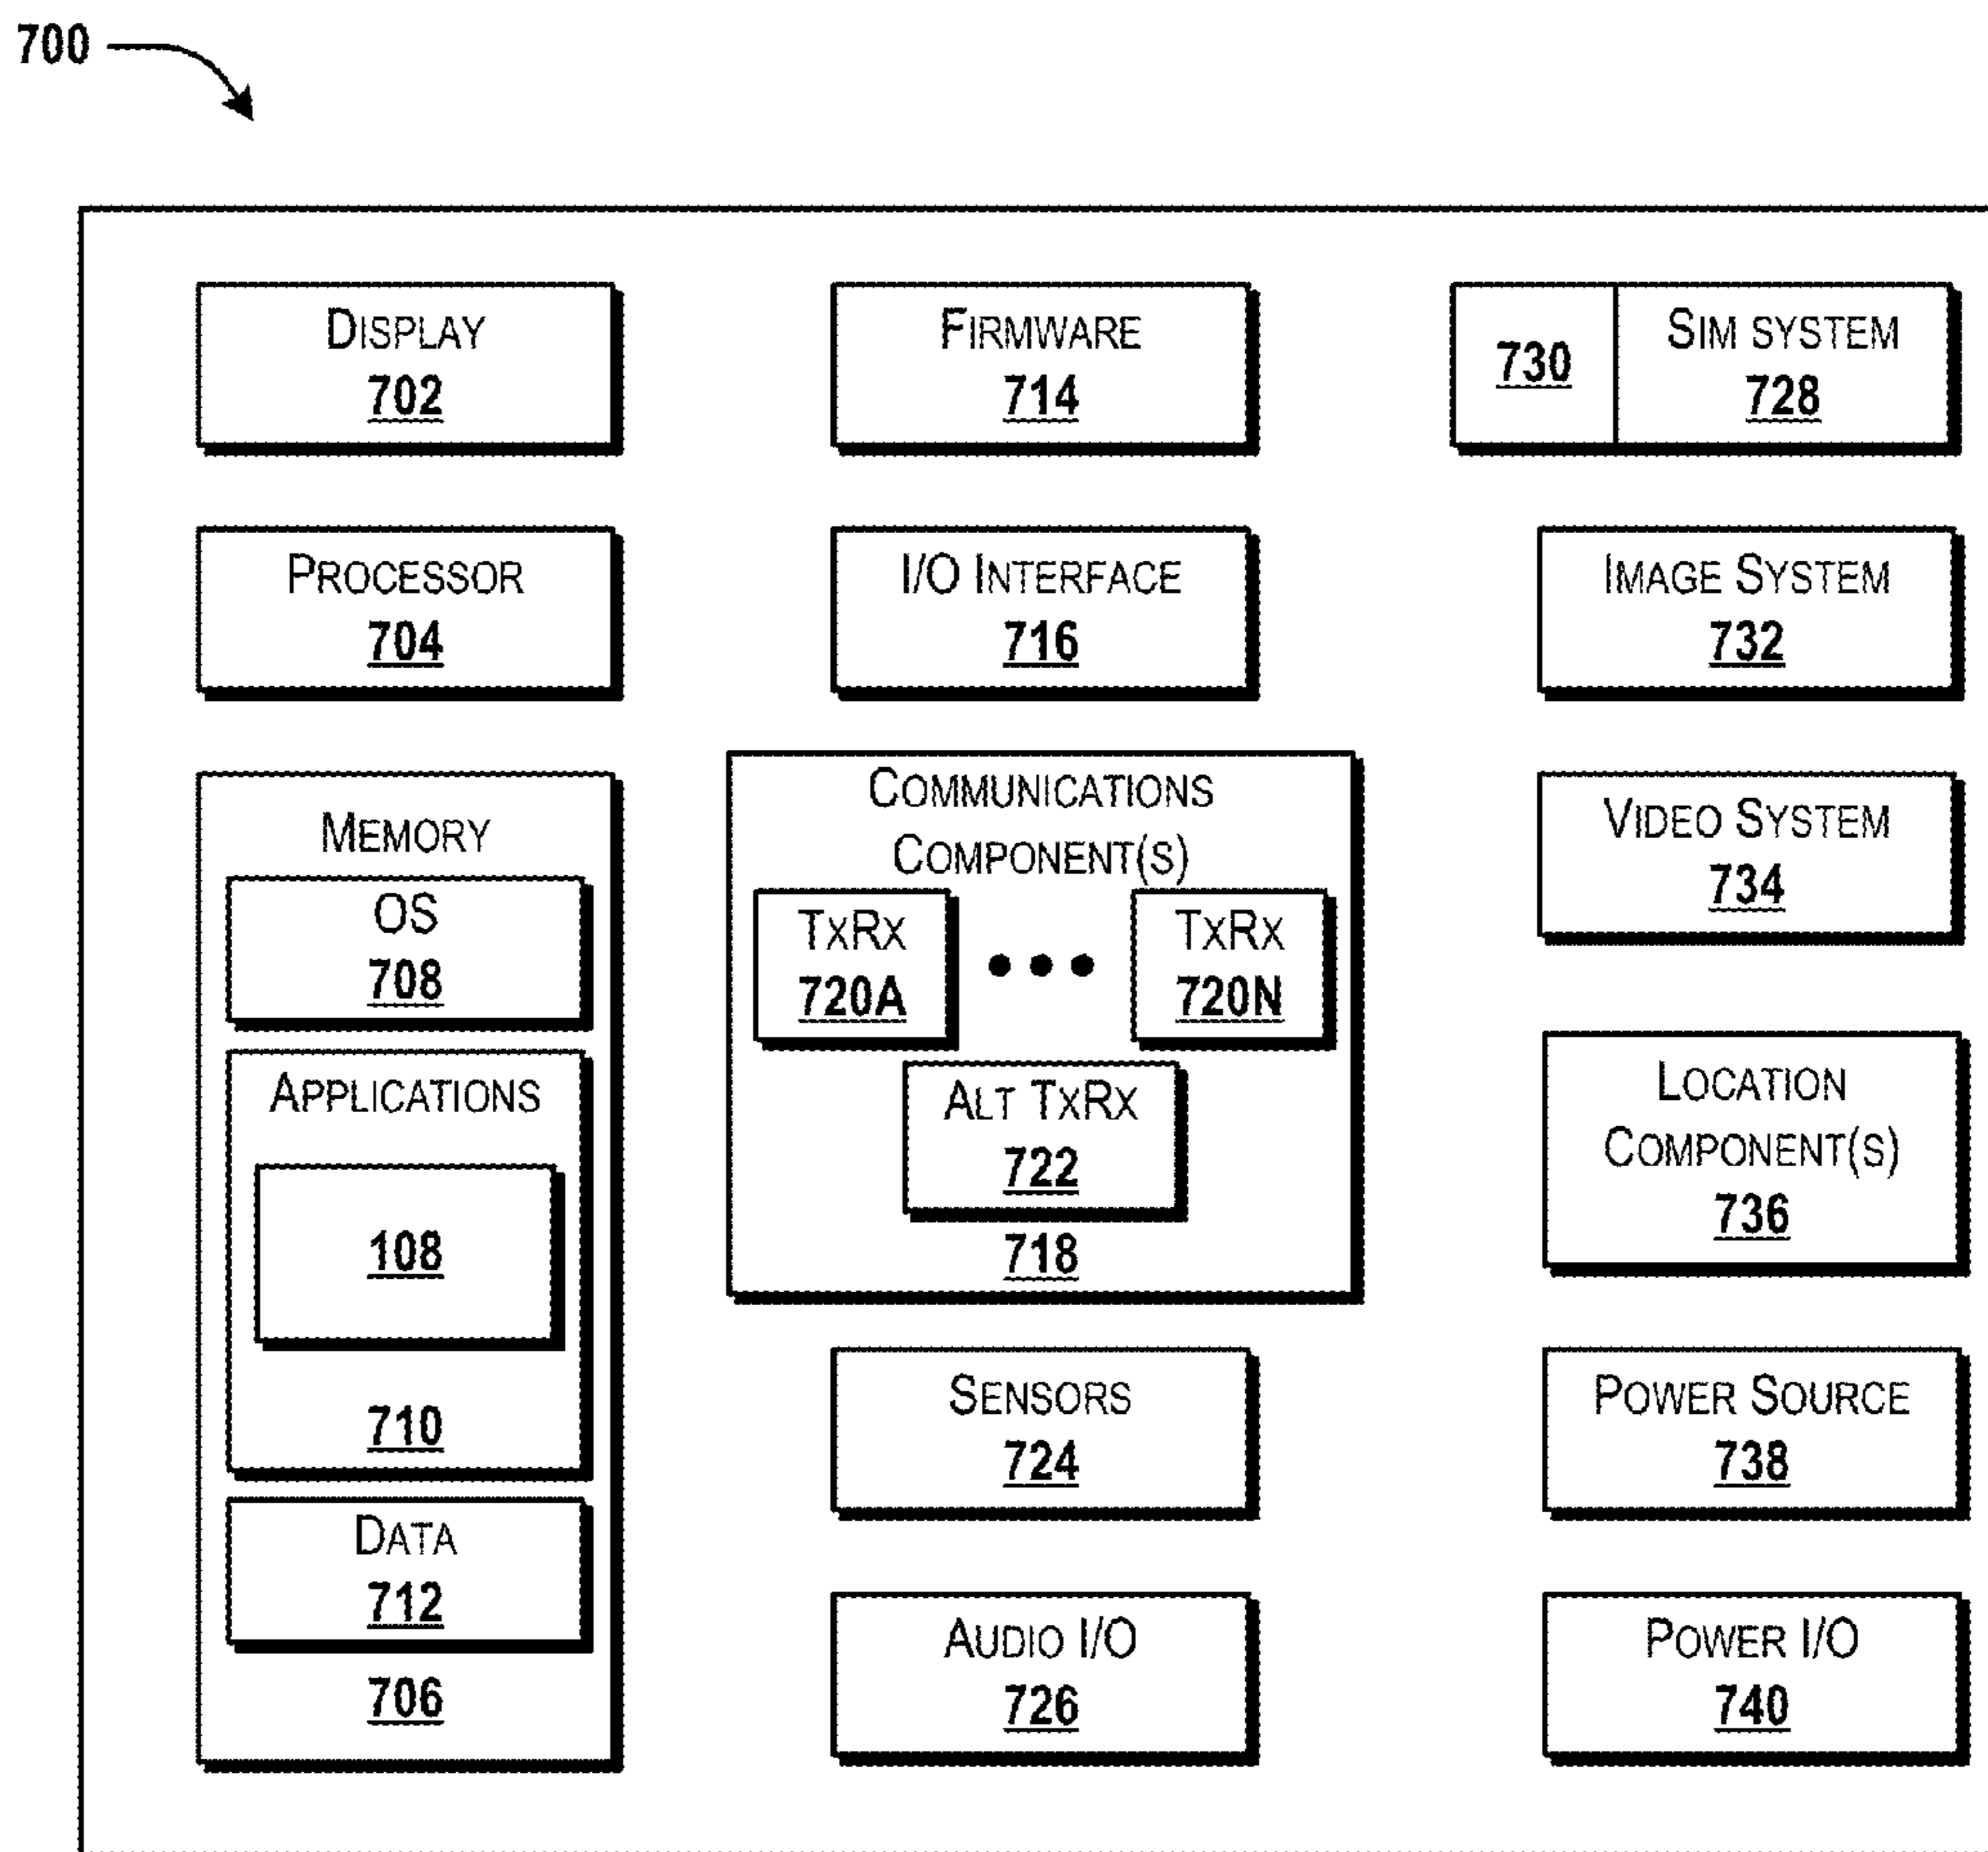 700
DISPLAY
702
PROCESSOR
704
MEMORY
OS
708
APPLICATIONS
108
710
DATA
712
706
FIRMWARE
714
I/O INTERFACE
716
COMMUNICATIONS
COMPONENT(S)
TXRX
720A
TXRX
720N
ALT TXRX
722
718
SENSORS
724
AUDIO I/O
726
730
SIM SYSTEM
728
IMAGE SYSTEM
732
VIDEO SYSTEM
734
LOCATION
COMPONENT(S)
736
POWER SOURCE
738
POWER I/O
740